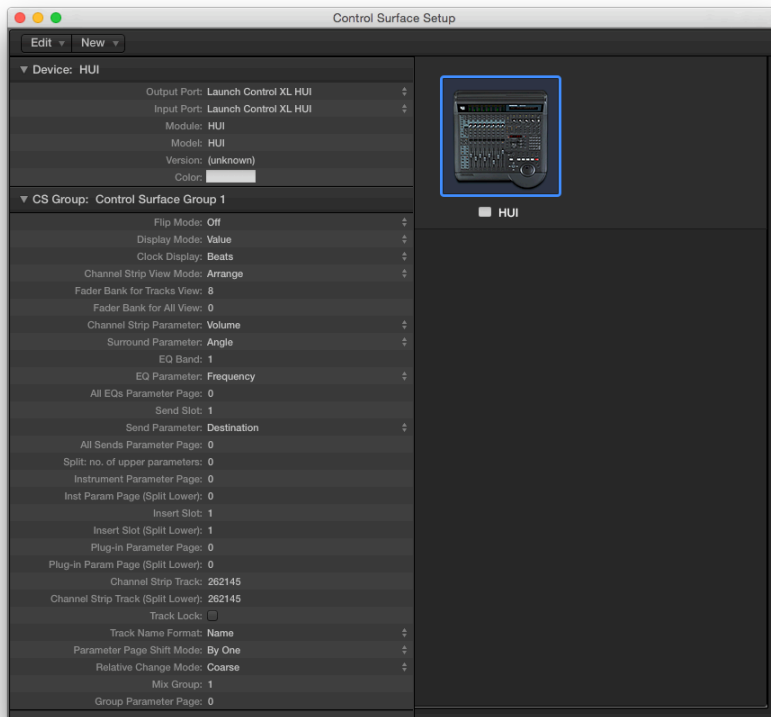 Control Surface Setup
Edit New
Device: HUI
Output Port: Launch Control XL HUI
Input Port: Launch Control XL HUI
Module: HUI
Model: HUI
Version: (unknown)
Color:
CS Group: Control Surface Group 1
Flip Mode: Off
Display Mode: Value
Clock Display: Beats
Channel Strip View Mode: Arrange
Fader Bank for Tracks View: 8
Fader Bank for All View: 0
Channel Strip Parameter: Volume
Surround Parameter: Angle
EQ Band: 1
EQ Parameter: Frequency
All EQs Parameter Page: 0
Send Slot: 1
Send Parameter: Destination
All Sends Parameter Page: 0
Split: no. of upper parameters: 0
Instrument Parameter Page: 0
Inst Param Page (Split Lower): 0
Insert Slot: 1
Insert Slot (Split Lower): 1
Plug-in Parameter Page: 0
Plug-in Param Page (Split Lower): 0
Channel Strip Track: 262145
Channel Strip Track (Split Lower): 262145
Track Lock:
Track Name Format: Name
Parameter Page Shift Mode: By One
Relative Change Mode: Coarse
Mix Group: 1
Group Parameter Page: 0
HUI